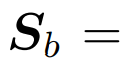 𝑺_b =